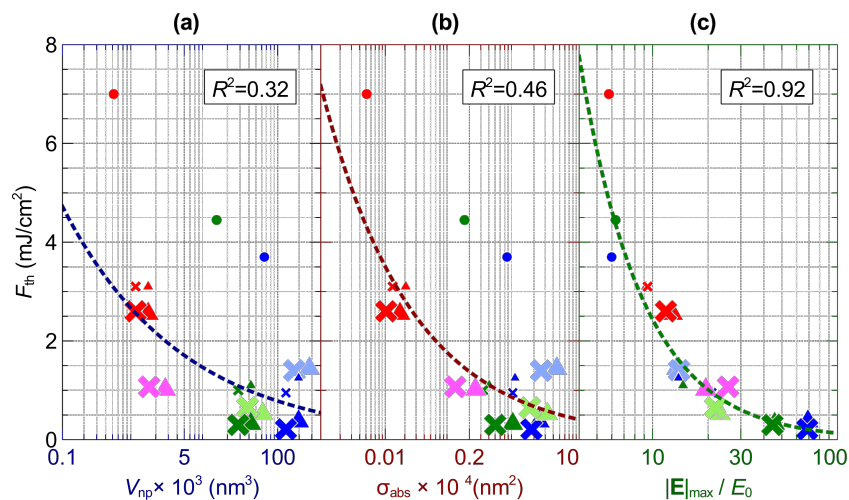 (a) (b) (c)
8
R²=0.32 R²=0.46 R²=0.92
6
4
2
0
F_th (mJ/cm²)
0.1 5 100 0.01 0.2 10 10 30 100
V_np × 10³ (nm³) σ_abs × 10⁴(nm²) |E|_max / E₀